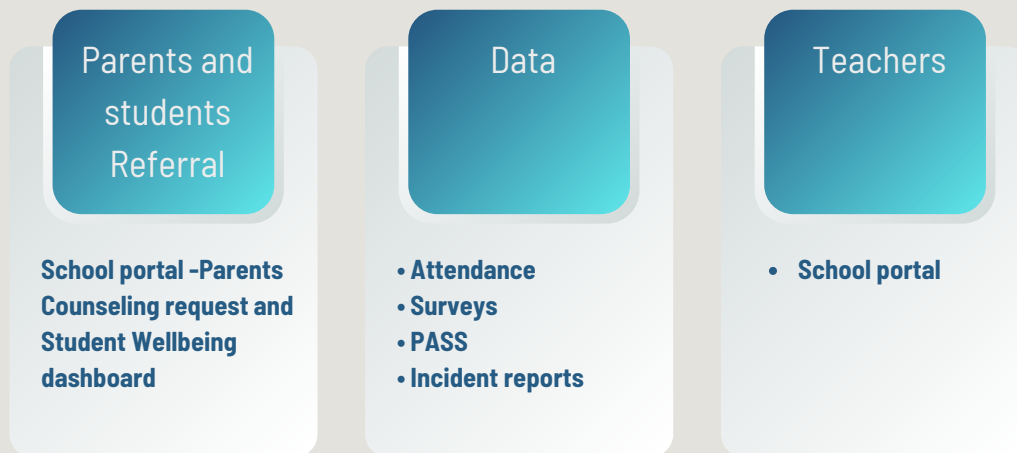 Parents and
students
Referral
School portal -Parents
Counseling request and
Student Wellbeing
dashboard
Data
• Attendance
• Surveys
• PASS
• Incident reports
Teachers
• School portal